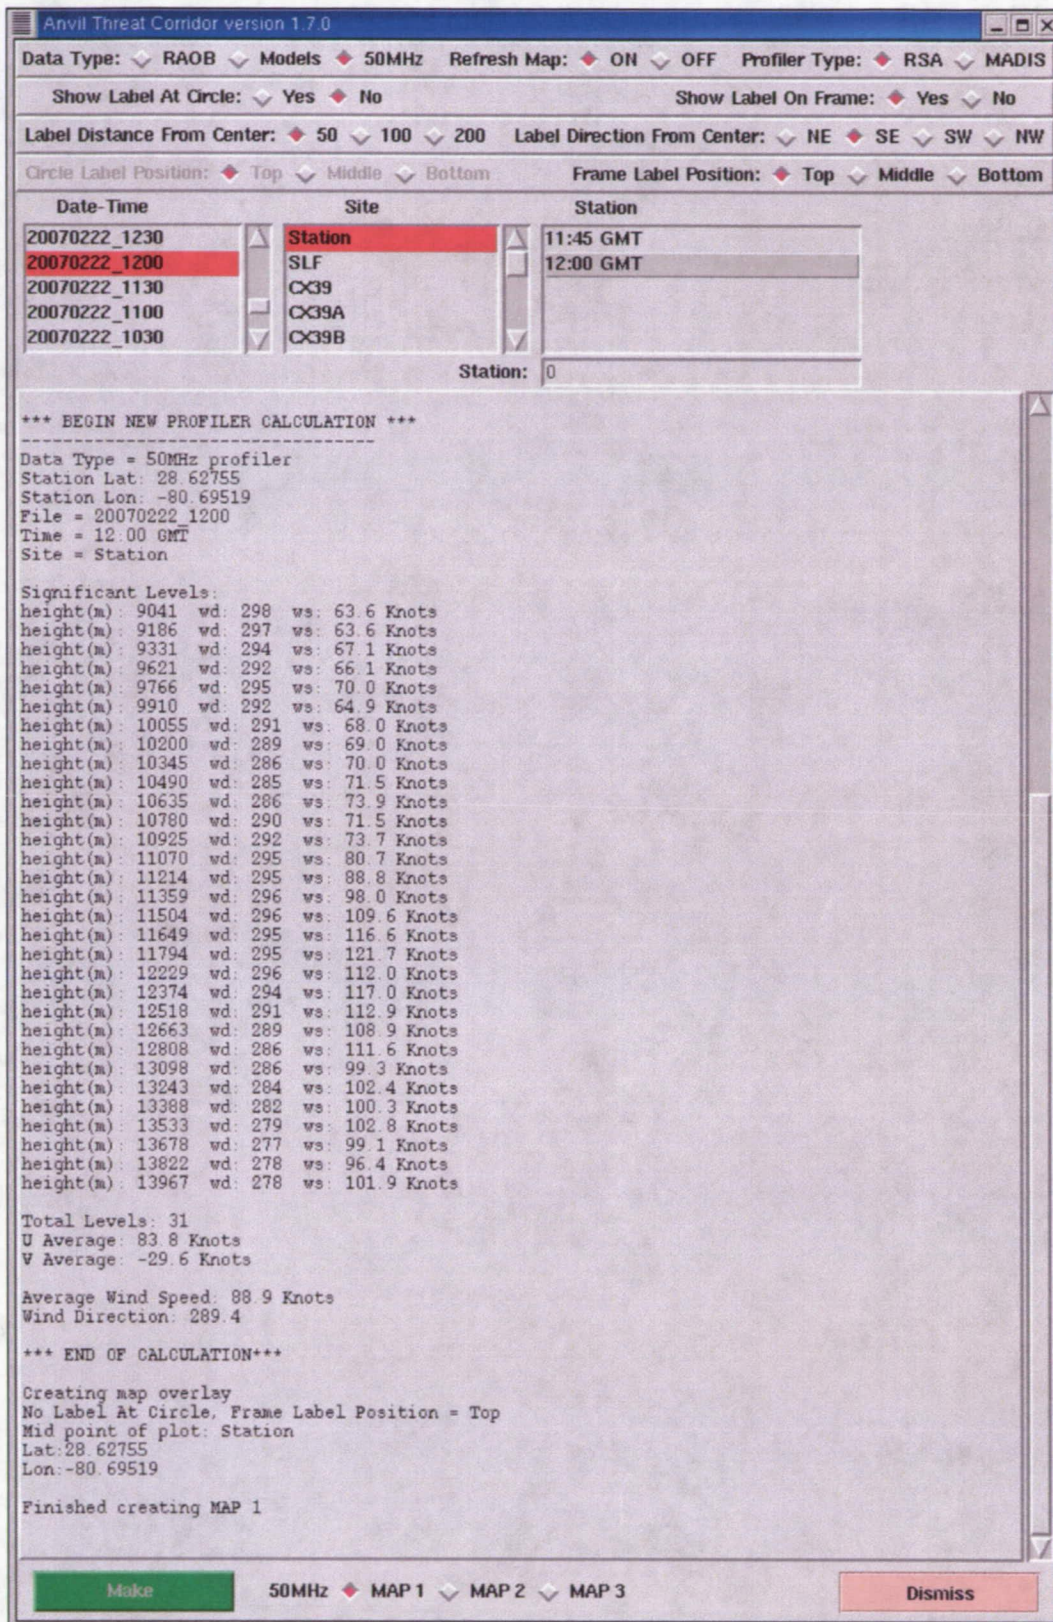 Anvil Threat Corridor version 1.7.0
Data Type: RAOB Models 50MHz Refresh Map: ON OFF Profiler Type: RSA MADIS
Show Label At Circle: Yes No Show Label On Frame: Yes No
Label Distance From Center: 50 100 200 Label Direction From Center: NE SE SW NW
Circle Label Position: Top Middle Bottom Frame Label Position: Top Middle Bottom
Date-Time Site Station
20070222_1230 Station 11:45 GMT
20070222_1200 SLF 12:00 GMT
20070222_1130 CX39
20070222_1100 CX39A
20070222_1030 CX39B
Station: 0
*** BEGIN NEW PROFILER CALCULATION ***
-----------------------------------
Data Type = 50MHz profiler
Station Lat: 28.62755
Station Lon: -80.69519
File = 20070222_1200
Time = 12:00 GMT
Site = Station
Significant Levels:
height(m): 9041 wd: 298 ws: 63.6 Knots
height(m): 9186 wd: 297 ws: 63.6 Knots
height(m): 9331 wd: 294 ws: 67.1 Knots
height(m): 9621 wd: 292 ws: 66.1 Knots
height(m): 9766 wd: 295 ws: 70.0 Knots
height(m): 9910 wd: 292 ws: 64.9 Knots
height(m): 10055 wd: 291 ws: 68.0 Knots
height(m): 10200 wd: 289 ws: 69.0 Knots
height(m): 10345 wd: 286 ws: 70.0 Knots
height(m): 10490 wd: 285 ws: 71.5 Knots
height(m): 10635 wd: 286 ws: 73.9 Knots
height(m): 10780 wd: 290 ws: 71.5 Knots
height(m): 10925 wd: 292 ws: 73.7 Knots
height(m): 11070 wd: 295 ws: 80.7 Knots
height(m): 11214 wd: 295 ws: 88.8 Knots
height(m): 11359 wd: 296 ws: 98.0 Knots
height(m): 11504 wd: 296 ws: 109.6 Knots
height(m): 11649 wd: 295 ws: 116.6 Knots
height(m): 11794 wd: 295 ws: 121.7 Knots
height(m): 12229 wd: 296 ws: 112.0 Knots
height(m): 12374 wd: 294 ws: 117.0 Knots
height(m): 12518 wd: 291 ws: 112.9 Knots
height(m): 12663 wd: 289 ws: 108.9 Knots
height(m): 12808 wd: 286 ws: 111.6 Knots
height(m): 13098 wd: 286 ws: 99.3 Knots
height(m): 13243 wd: 284 ws: 102.4 Knots
height(m): 13388 wd: 282 ws: 100.3 Knots
height(m): 13533 wd: 279 ws: 102.8 Knots
height(m): 13678 wd: 277 ws: 99.1 Knots
height(m): 13822 wd: 278 ws: 96.4 Knots
height(m): 13967 wd: 278 ws: 101.9 Knots
Total Levels: 31
U Average: 83.8 Knots
V Average: -29.6 Knots
Average Wind Speed: 88.9 Knots
Wind Direction: 289.4
*** END OF CALCULATION***
Creating map overlay
No Label At Circle, Frame Label Position = Top
Mid point of plot: Station
Lat:28.62755
Lon:-80.69519
Finished creating MAP 1
Make 50MHz MAP 1 MAP 2 MAP 3 Dismiss